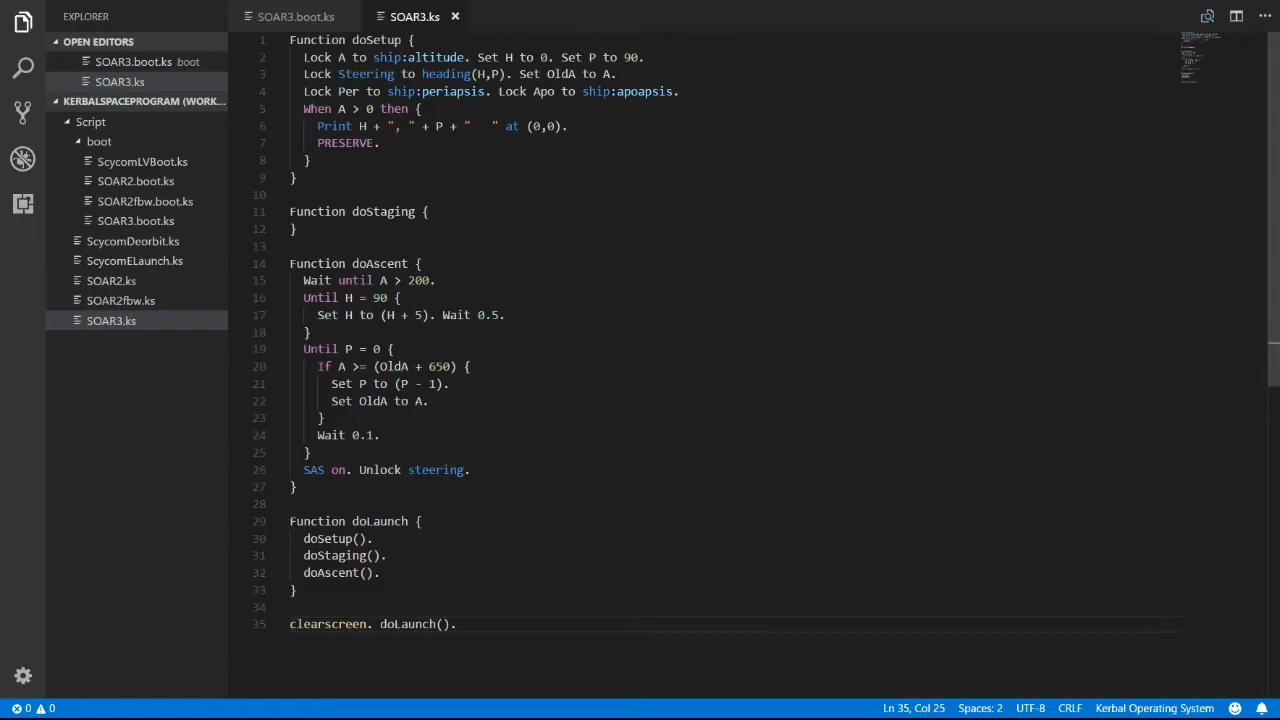 EXPLORER
OPEN EDITORS
SOAR3.boot.ks boot
SOAR3.ks
KERBALSPACEPROGRAM (WORK...
Script
boot
ScycomLVBoot.ks
SOAR2.boot.ks
SOAR2fbw.boot.ks
SOAR3.boot.ks
ScycomDeorbit.ks
ScycomELaunch.ks
SOAR2.ks
SOAR2fbw.ks
SOAR3.ks
SOAR3.boot.ks SOAR3.ks
1 Function doSetup {
2 Lock A to ship:altitude. Set H to 0. Set P to 90.
3 Lock Steering to heading(H,P). Set OldA to A.
4 Lock Per to ship:periapsis. Lock Apo to ship:apoapsis.
5 When A > 0 then {
6 Print H + ", " + P + "   " at (0,0).
7 PRESERVE.
8 }
9 }
10
11 Function doStaging {
12 }
13
14 Function doAscent {
15 Wait until A > 200.
16 Until H = 90 {
17 Set H to (H + 5). Wait 0.5.
18 }
19 Until P = 0 {
20 If A >= (OldA + 650) {
21 Set P to (P - 1).
22 Set OldA to A.
23 }
24 Wait 0.1.
25 }
26 SAS on. Unlock steering.
27 }
28
29 Function doLaunch {
30 doSetup().
31 doStaging().
32 doAscent().
33 }
34
35 clearscreen. doLaunch().
0 0 Ln 35, Col 25 Spaces: 2 UTF-8 CRLF Kerbal Operating System